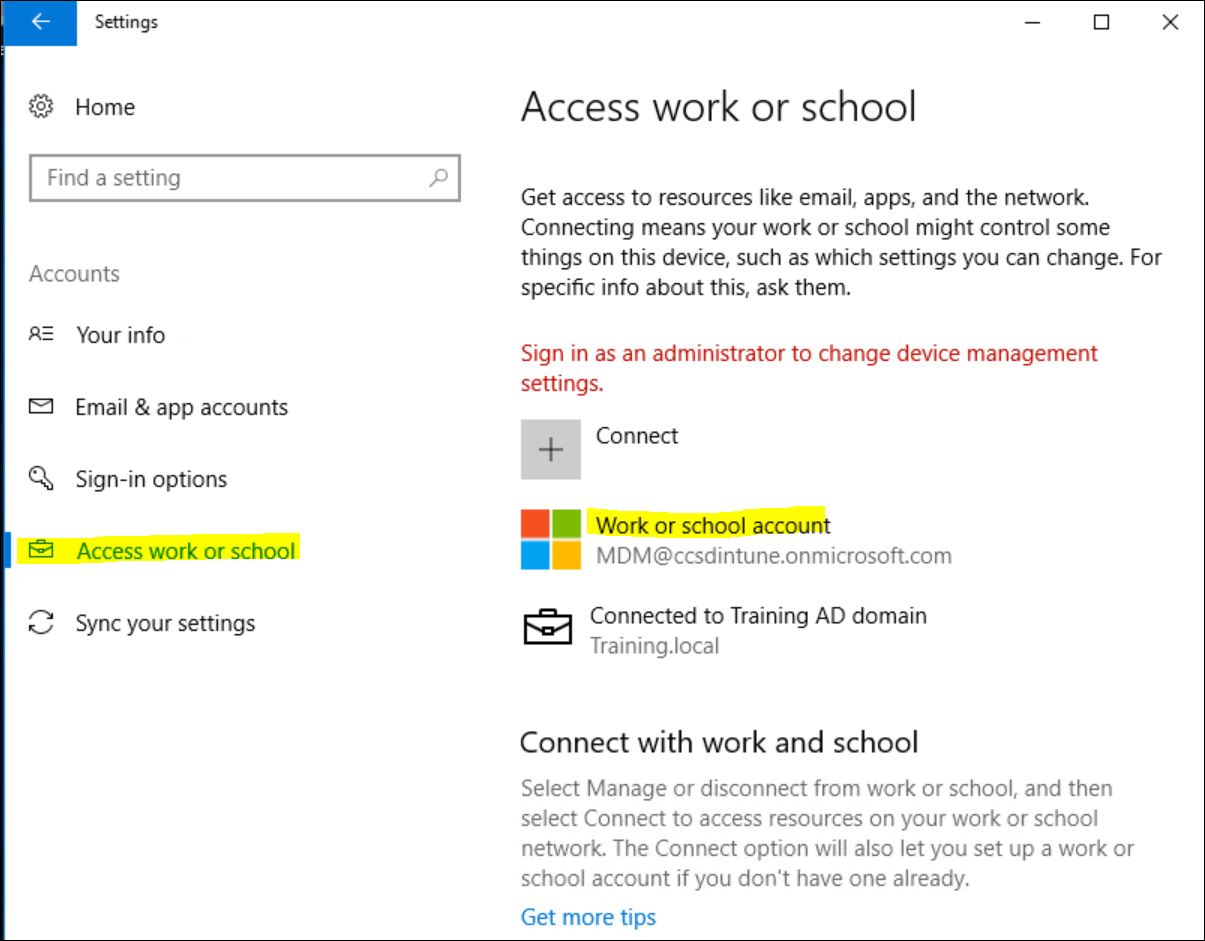 Settings
Home
Find a setting
Accounts
Your info
Email & app accounts
Sign-in options
Access work or school
Sync your settings
Access work or school
Get access to resources like email, apps, and the network.
Connecting means your work or school might control some
things on this device, such as which settings you can change. For
specific info about this, ask them.
Sign in as an administrator to change device management
settings.
Connect
Work or school account
MDM@ccsdintune.onmicrosoft.com
Connected to Training AD domain
Training.local
Connect with work and school
Select Manage or disconnect from work or school, and then
select Connect to access resources on your work or school
network. The Connect option will also let you set up a work or
school account if you don't have one already.
Get more tips